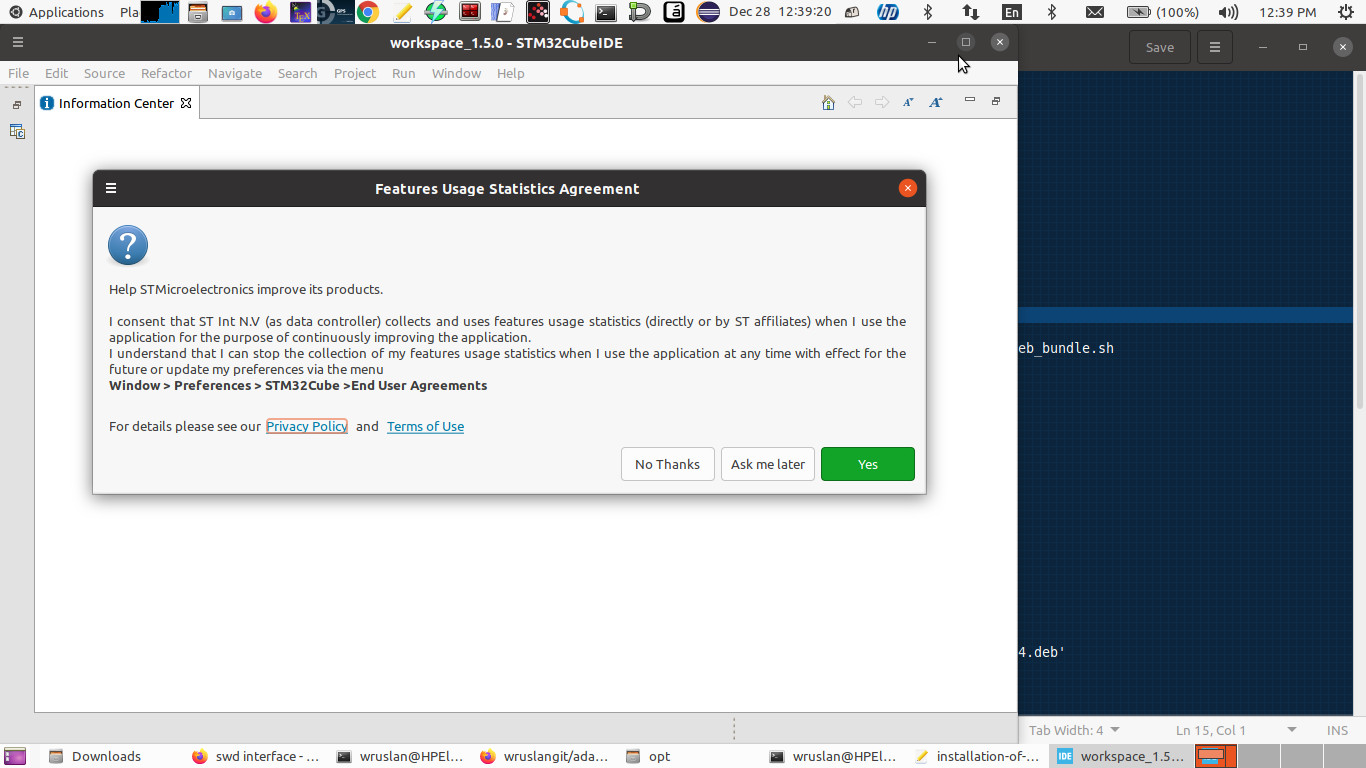 Applications Pla Dec 28 12:39:20 En (100%) 12:39 PM
workspace_1.5.0 - STM32CubeIDE
Save
File Edit Source Refactor Navigate Search Project Run Window Help
Information Center
Features Usage Statistics Agreement
Help STMicroelectronics improve its products.
I consent that ST Int N.V (as data controller) collects and uses features usage statistics (directly or by ST affiliates) when I use the
application for the purpose of continuously improving the application.
I understand that I can stop the collection of my features usage statistics when I use the application at any time with effect for the
future or update my preferences via the menu
Window > Preferences > STM32Cube >End User Agreements
For details please see our Privacy Policy and Terms of Use
No Thanks Ask me later Yes
eb_bundle.sh
4.deb'
Tab Width: 4 Ln 15, Col 1 INS
Downloads swd interface - ... wruslan@HPEl... wruslangit/ada... opt wruslan@HPEl... installation-of-... workspace_1.5...